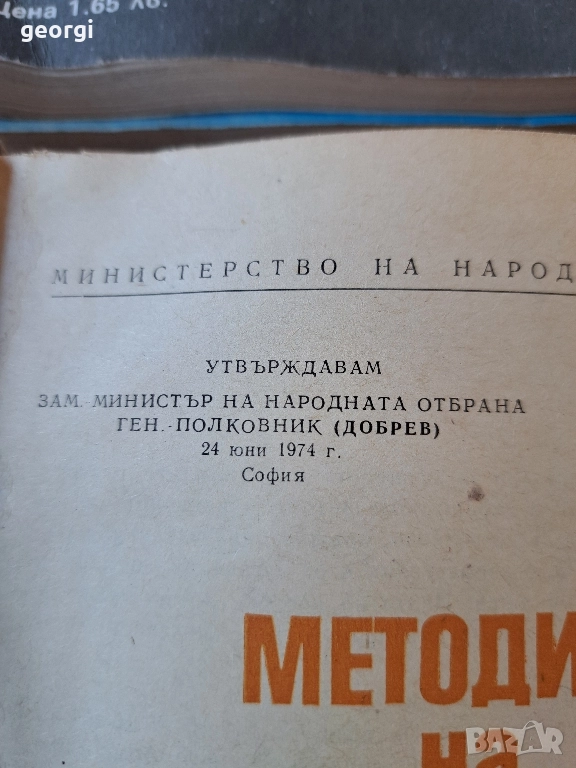 Цена 1.65 лв.
georgi
МИНИСТЕРСТВО НА НАРОД
УТВЪРЖДАВАМ
ЗАМ.-МИНИСТЪР НА НАРОДНАТА ОТБРАНА
ГЕН.-ПОЛКОВНИК (ДОБРЕВ)
24 юни 1974 г.
София
МЕТОДИ
на
BAZAR